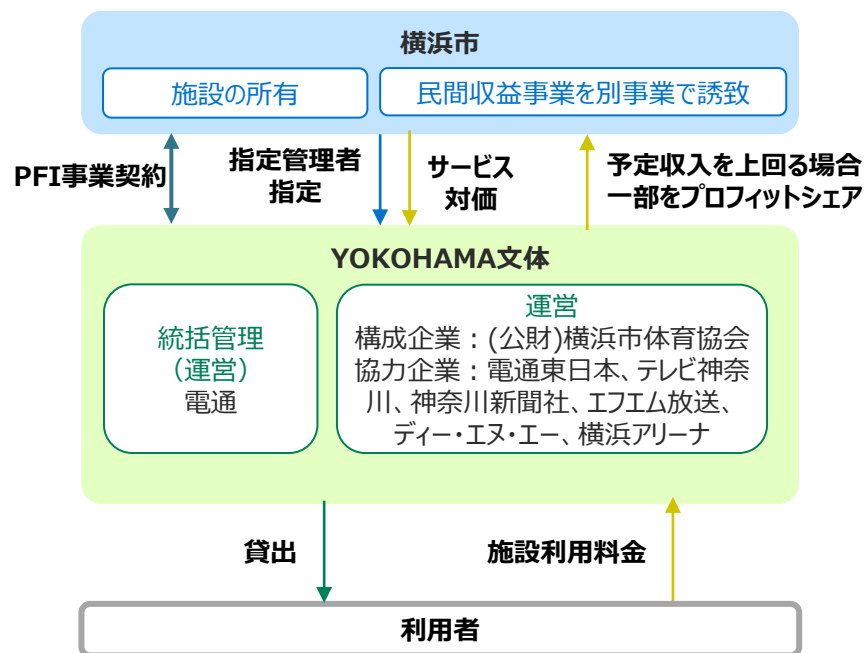 横浜市
施設の所有
民間収益事業を別事業で誘致
PFI事業契約
指定管理者
指定
サービス
対価
予定収入を上回る場合
一部をプロフィットシェア
YOKOHAMA文体
統括管理
(運営)
電通
運営
構成企業：(公財)横浜市体育協会
協力企業：電通東日本、テレビ神奈
川、神奈川新聞社、エフエム放送、
ディー・エヌ・エー、横浜アリーナ
貸出
施設利用料金
利用者